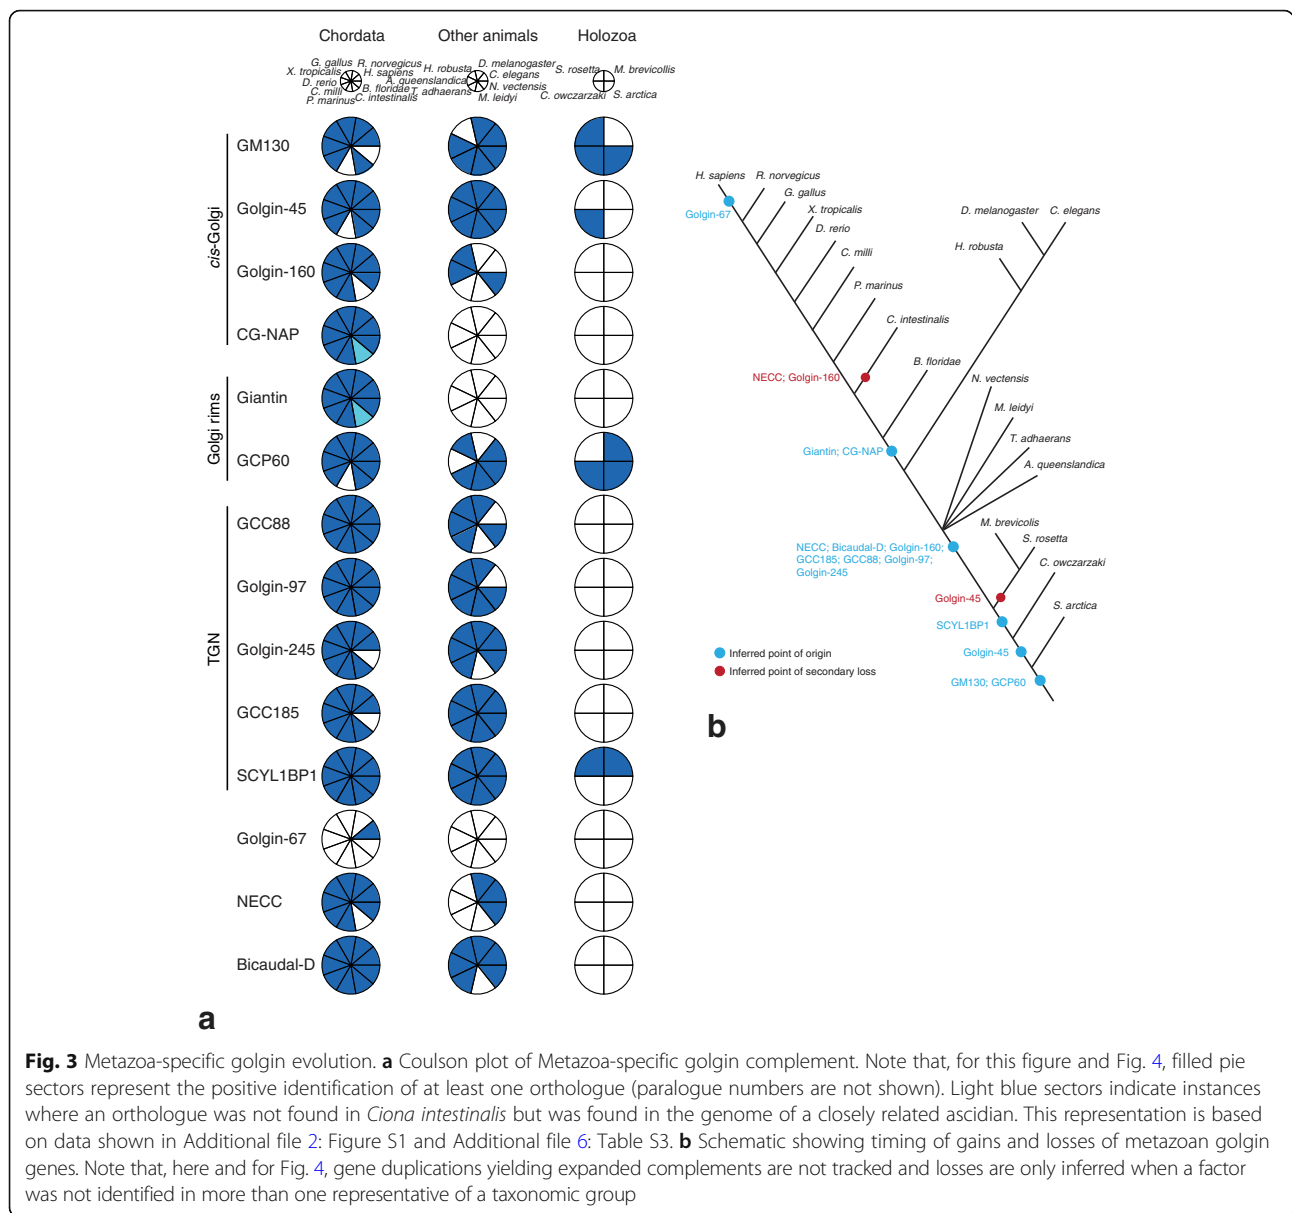 Chordata
Other animals
Holozoa
G. gallus
R. norvegicus
X. tropicalis
H. sapiens
D. rerio
B. floridae
C. milli
C. intestinalis
P. marinus
H. robusta
D. melanogaster
C. elegans
A. queenslandica
N. vectensis
T. adhaerans
M. leidyi
S. rosetta
M. brevicollis
C. owczarzaki
S. arctica
cis-Golgi
GM130
Golgin-45
Golgin-160
CG-NAP
Golgi rims
Giantin
GCP60
TGN
GCC88
Golgin-97
Golgin-245
GCC185
SCYL1BP1
Golgin-67
NECC
Bicaudal-D
a
H. sapiens
R. norvegicus
G. gallus
X. tropicalis
D. rerio
C. milli
P. marinus
C. intestinalis
B. floridae
D. melanogaster
C. elegans
H. robusta
N. vectensis
M. leidyi
T. adhaerans
A. queenslandica
M. brevicolis
S. rosetta
C. owczarzaki
S. arctica
Golgin-67
NECC; Golgin-160
Giantin; CG-NAP
NECC; Bicaudal-D; Golgin-160;
GCC185; GCC88; Golgin-97;
Golgin-245
Golgin-45
SCYL1BP1
Golgin-45
GM130; GCP60
Inferred point of origin
Inferred point of secondary loss
b
Fig. 3 Metazoa-specific golgin evolution. a Coulson plot of Metazoa-specific golgin complement. Note that, for this figure and Fig. 4, filled pie
sectors represent the positive identification of at least one orthologue (paralogue numbers are not shown). Light blue sectors indicate instances
where an orthologue was not found in Ciona intestinalis but was found in the genome of a closely related ascidian. This representation is based
on data shown in Additional file 2: Figure S1 and Additional file 6: Table S3. b Schematic showing timing of gains and losses of metazoan golgin
genes. Note that, here and for Fig. 4, gene duplications yielding expanded complements are not tracked and losses are only inferred when a factor
was not identified in more than one representative of a taxonomic group